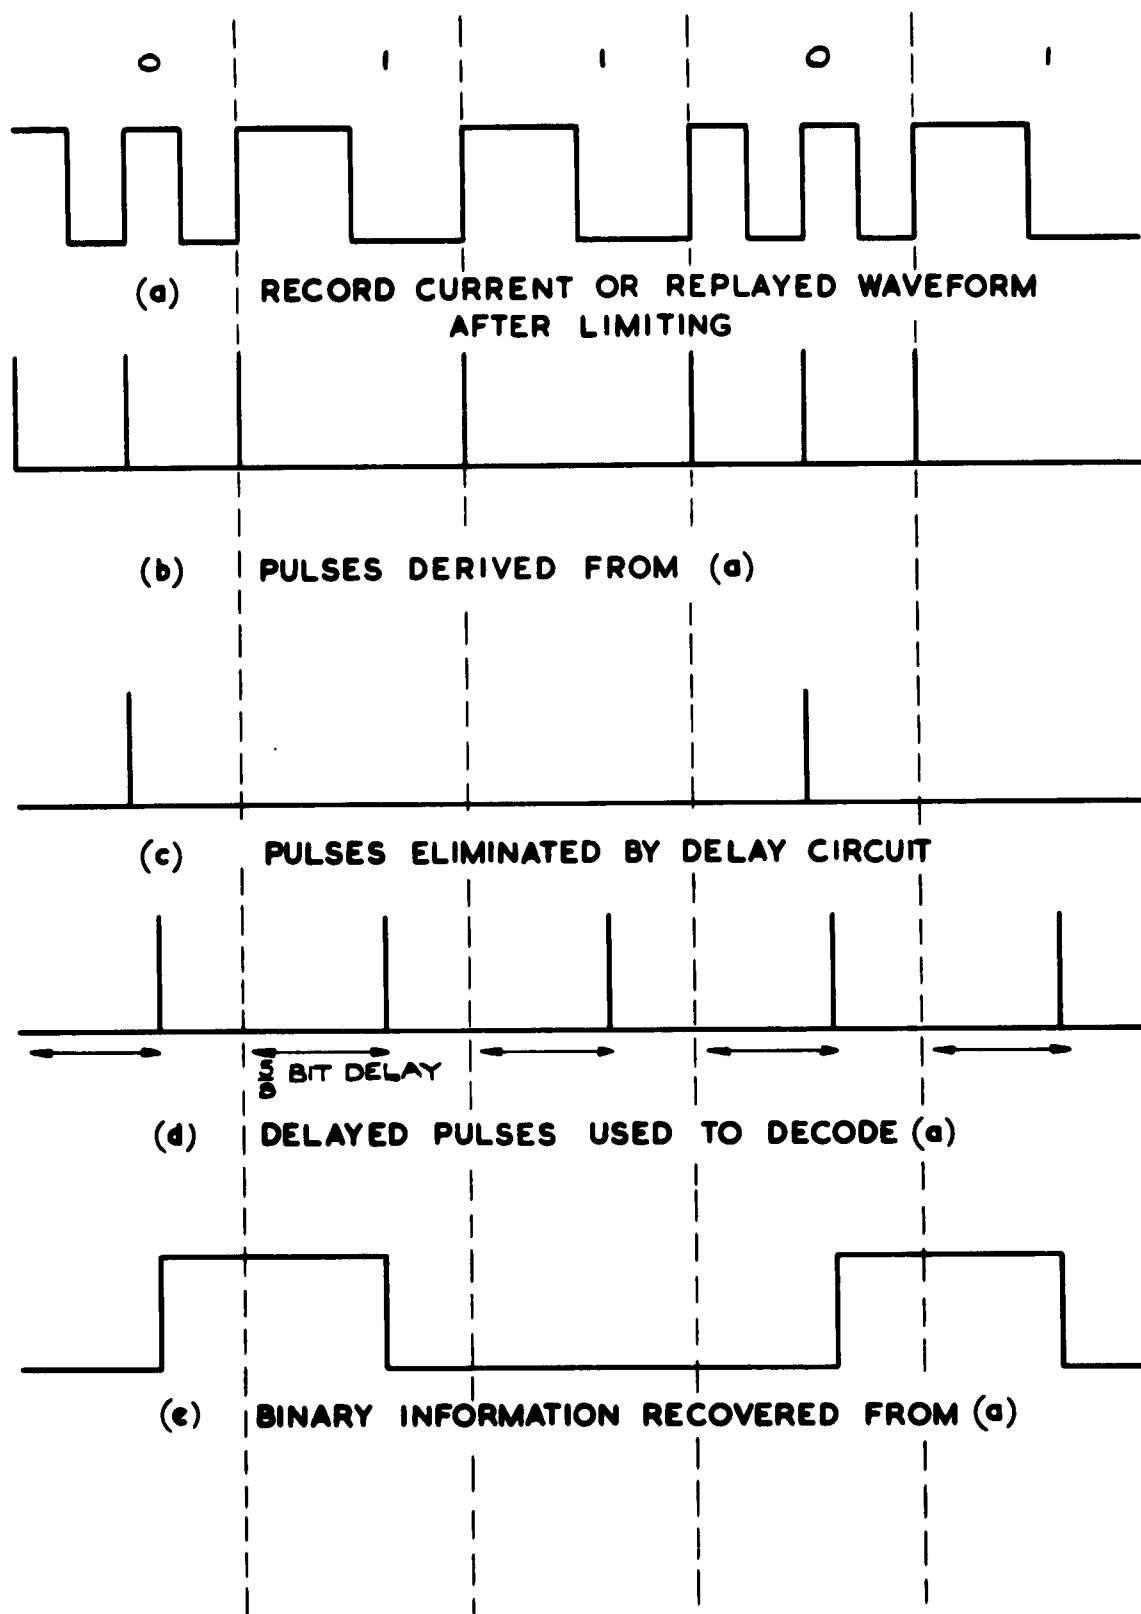 0 1 1 0 1
(a) RECORD CURRENT OR REPLAYED WAVEFORM
AFTER LIMITING
(b) PULSES DERIVED FROM (a)
(c) PULSES ELIMINATED BY DELAY CIRCUIT
5/8 BIT DELAY
(d) DELAYED PULSES USED TO DECODE (a)
(e) BINARY INFORMATION RECOVERED FROM (a)